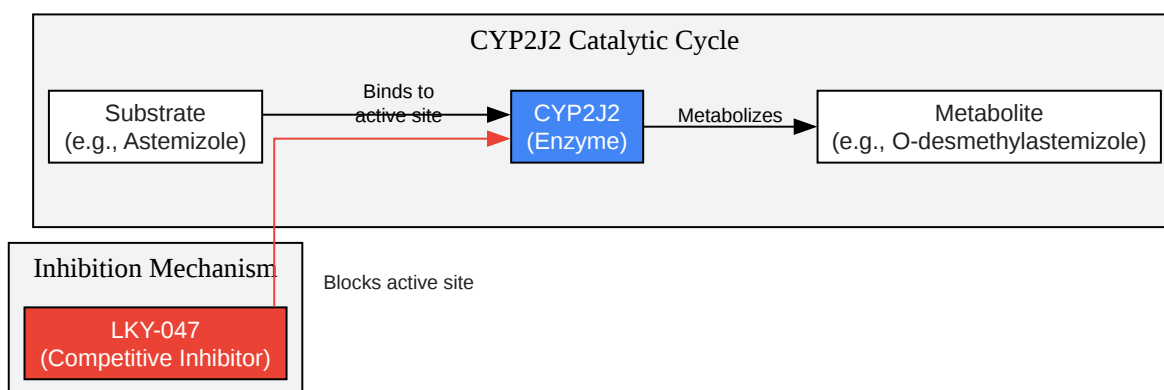 CYP2J2 Catalytic Cycle
Substrate
(e.g., Astemizole)
Binds to
active site
CYP2J2
(Enzyme)
Metabolizes
Metabolite
(e.g., O-desmethylastemizole)
Inhibition Mechanism
Blocks active site
LKY-047
(Competitive Inhibitor)